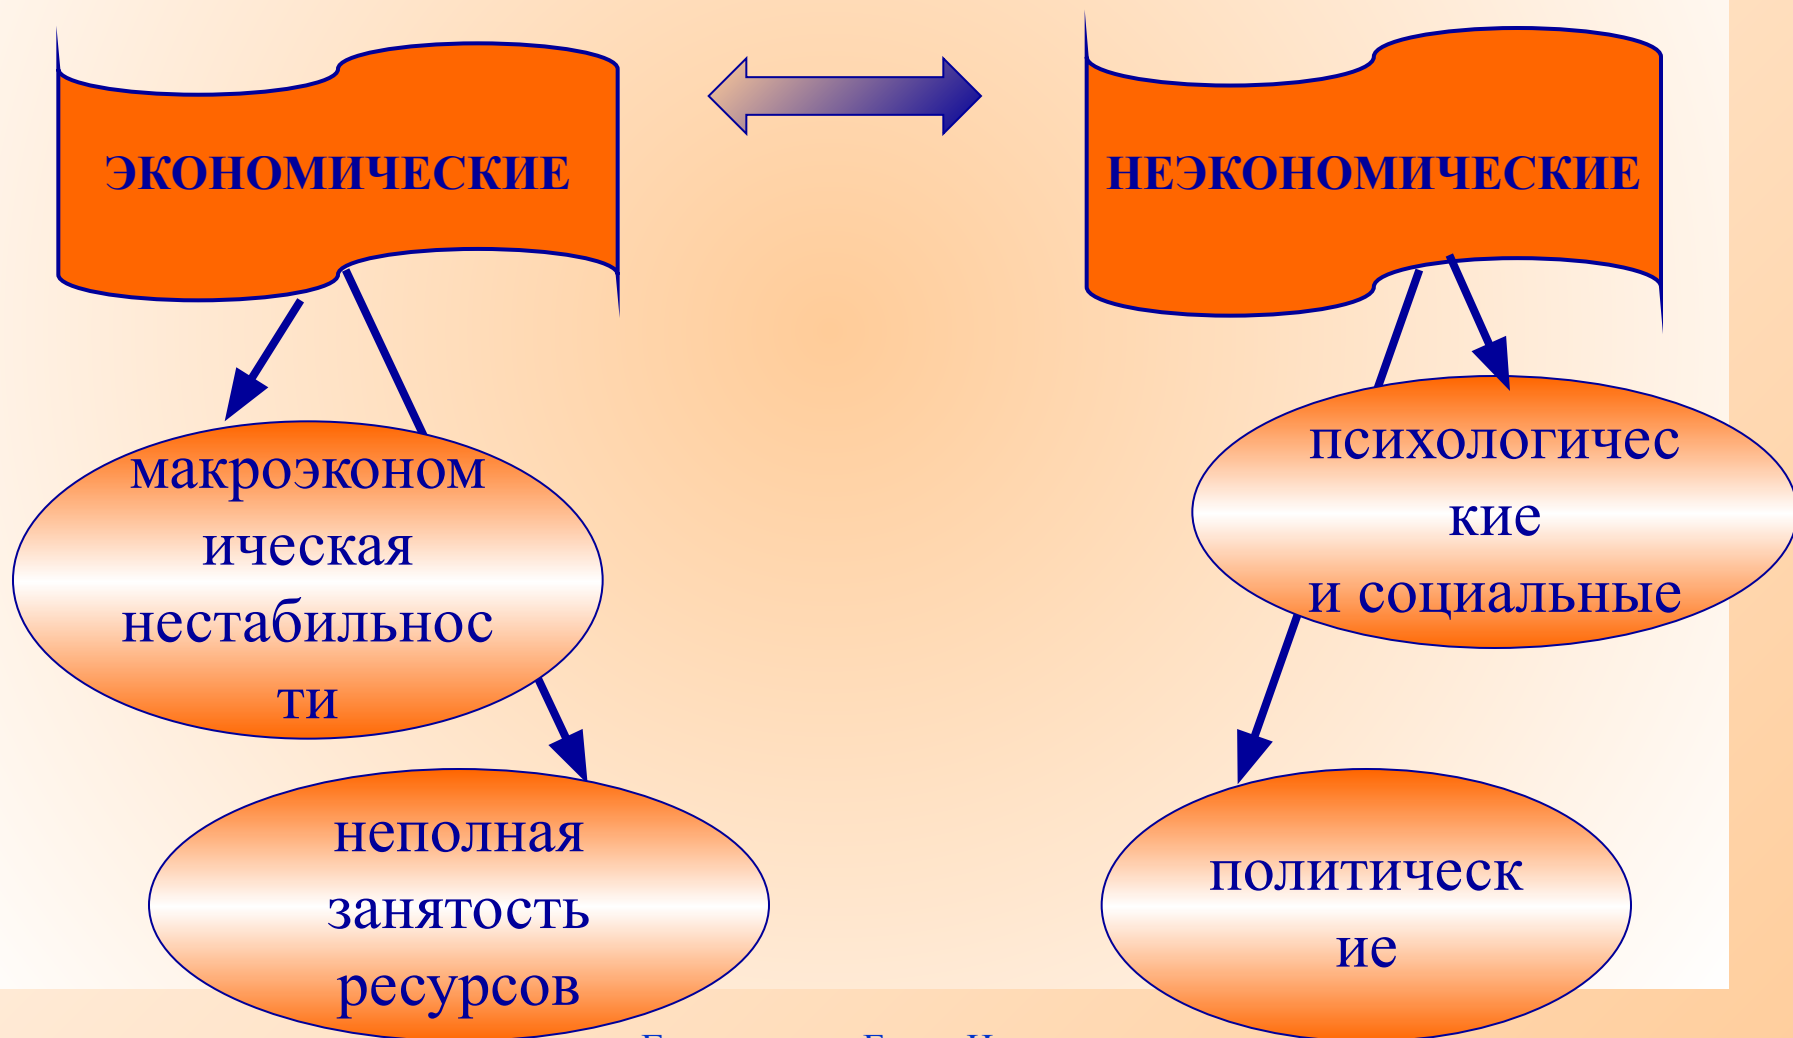 ЭКОНОМИЧЕСКИЕ
НЕЭКОНОМИЧЕСКИЕ
макроэконом
ическая
нестабильнос
ти
психологичес
кие
и социальные
неполная
занятость
ресурсов
политическ
ие